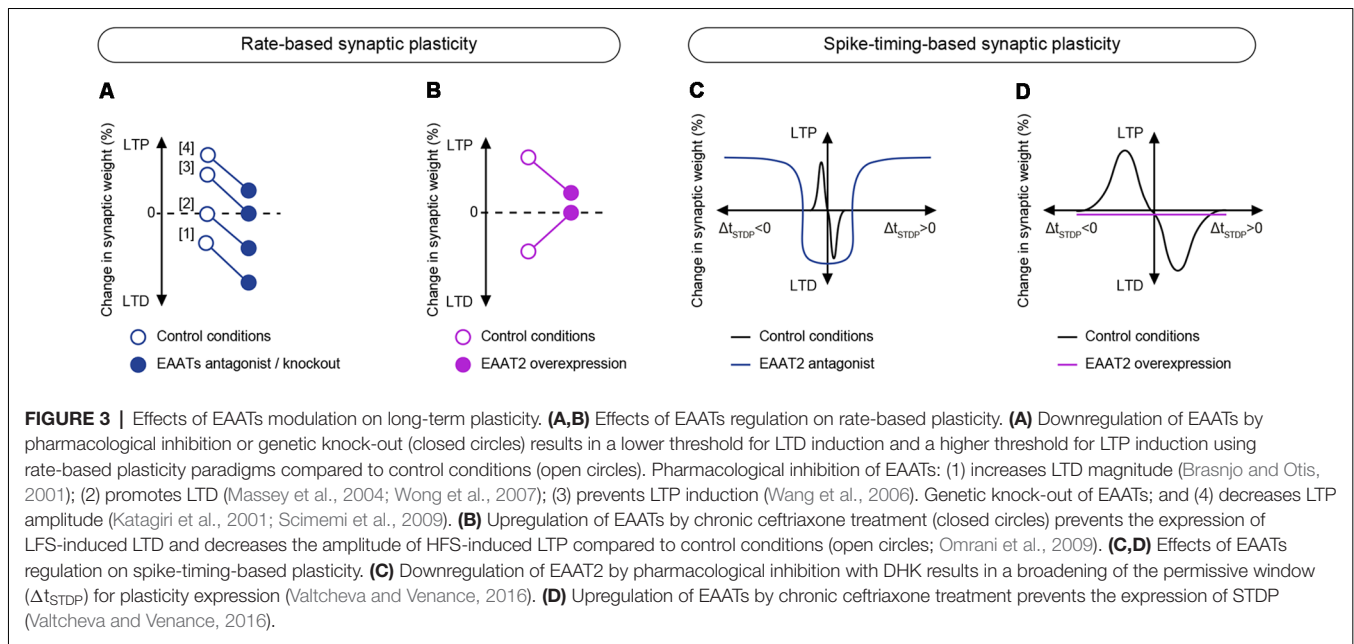 Rate-based synaptic plasticity
Spike-timing-based synaptic plasticity
A
B
C
D
Change in synaptic weight (%)
LTP
[4]
[3]
[2]
0
[1]
LTD
Control conditions
EAATs antagonist / knockout
Change in synaptic weight (%)
LTP
0
LTD
Control conditions
EAAT2 overexpression
Change in synaptic weight (%)
LTP
ΔtSTDP<0
ΔtSTDP>0
LTD
Control conditions
EAAT2 antagonist
Change in synaptic weight (%)
LTP
ΔtSTDP<0
ΔtSTDP>0
LTD
Control conditions
EAAT2 overexpression
FIGURE 3 | Effects of EAATs modulation on long-term plasticity. (A,B) Effects of EAATs regulation on rate-based plasticity. (A) Downregulation of EAATs by
pharmacological inhibition or genetic knock-out (closed circles) results in a lower threshold for LTD induction and a higher threshold for LTP induction using
rate-based plasticity paradigms compared to control conditions (open circles). Pharmacological inhibition of EAATs: (1) increases LTD magnitude (Brasnjo and Otis,
2001); (2) promotes LTD (Massey et al., 2004; Wong et al., 2007); (3) prevents LTP induction (Wang et al., 2006). Genetic knock-out of EAATs; and (4) decreases LTP
amplitude (Katagiri et al., 2001; Scimemi et al., 2009). (B) Upregulation of EAATs by chronic ceftriaxone treatment (closed circles) prevents the expression of
LFS-induced LTD and decreases the amplitude of HFS-induced LTP compared to control conditions (open circles; Omrani et al., 2009). (C,D) Effects of EAATs
regulation on spike-timing-based plasticity. (C) Downregulation of EAAT2 by pharmacological inhibition with DHK results in a broadening of the permissive window
(ΔtSTDP) for plasticity expression (Valtcheva and Venance, 2016). (D) Upregulation of EAATs by chronic ceftriaxone treatment prevents the expression of STDP
(Valtcheva and Venance, 2016).